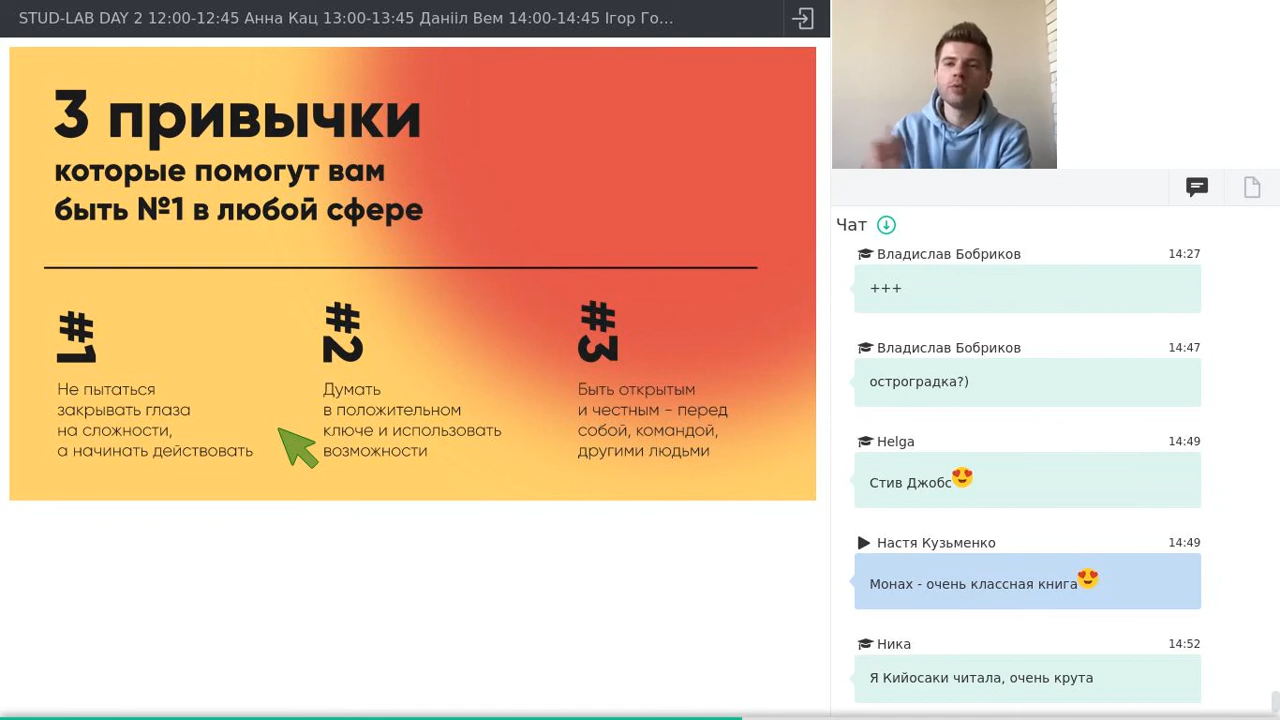 STUD-LAB DAY 2 12:00-12:45 Анна Кац 13:00-13:45 Данііл Вем 14:00-14:45 Ігор Го...
3 привычки
которые помогут вам
быть №1 в любой сфере
#1
Не пытаться
закрывать глаза
на сложности,
а начинать действовать
#2
Думать
в положительном
ключе и использовать
возможности
#3
Быть открытым
и честным - перед
собой, командой,
другими людьми
Чат
Владислав Бобриков 14:27
+++
Владислав Бобриков 14:47
остроградка?)
Helga 14:49
Стив Джобс😍
Настя Кузьменко 14:49
Монах - очень классная книга😍
Ника 14:52
Я Кийосаки читала, очень крута